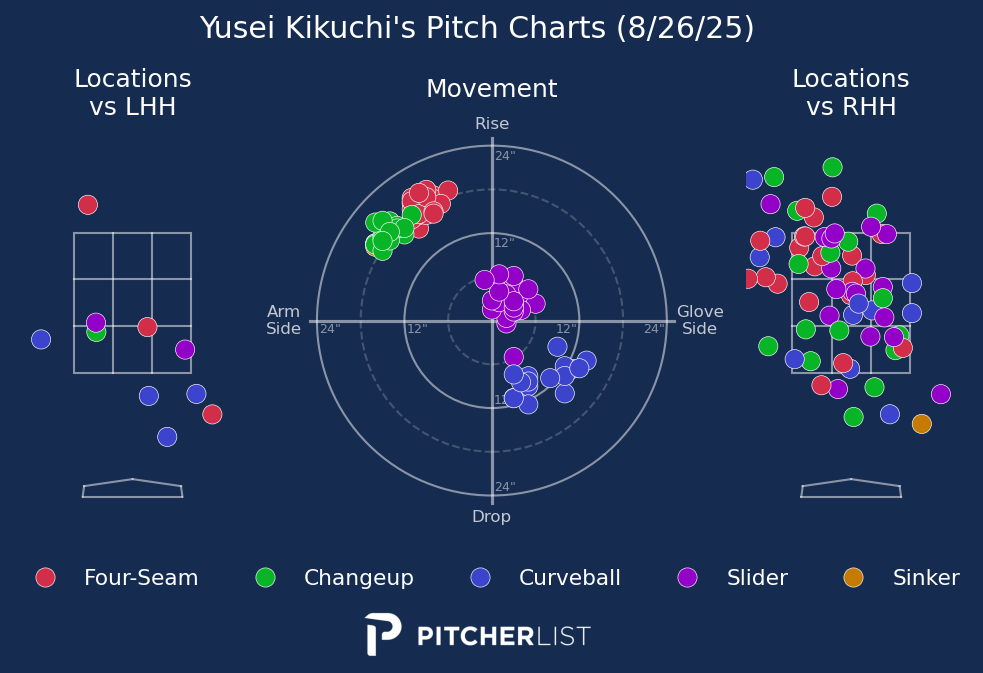 Yusei Kikuchi's Pitch Charts (8/26/25)
Locations
vs LHH
Movement
Locations
vs RHH
Rise
24"
12"
Arm
Side
24"
12"
12"
24"
Glove
Side
12"
24"
Drop
Four-Seam
Changeup
Curveball
Slider
Sinker
PITCHERLIST